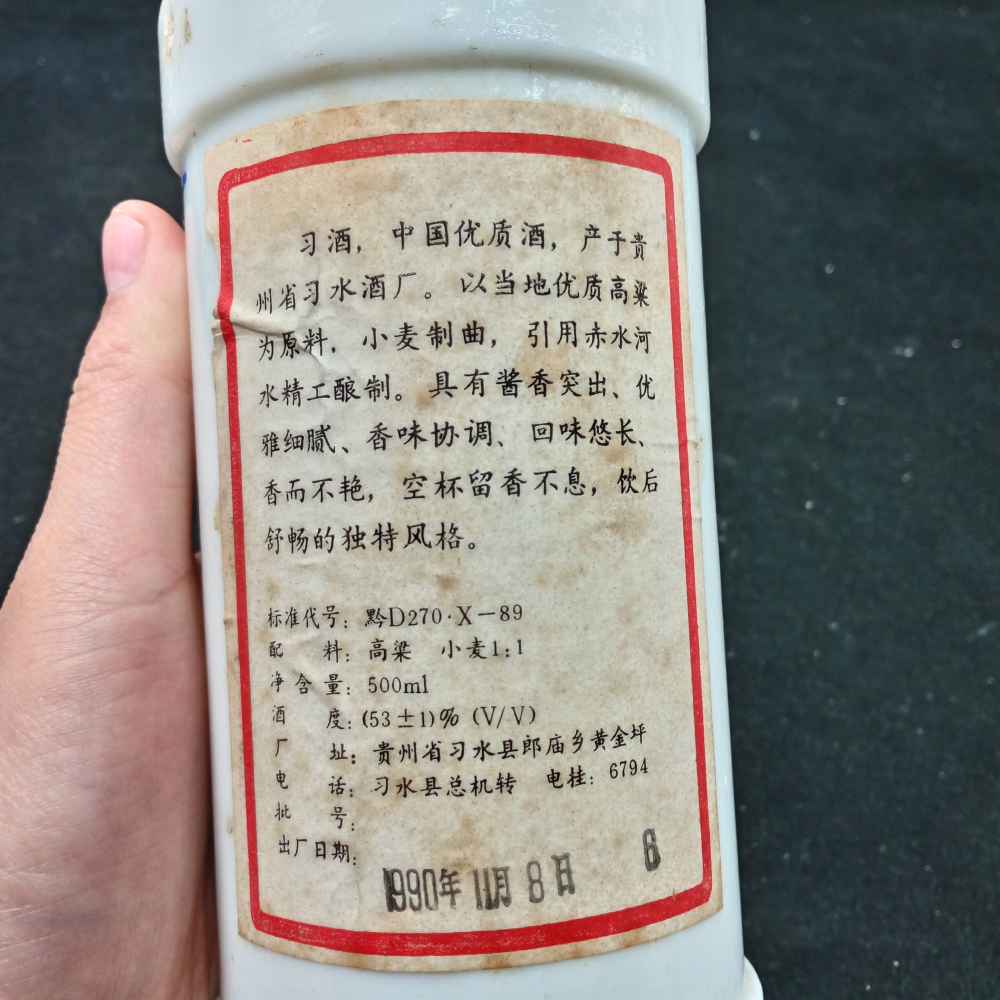 习酒，中国优质酒，产于贵
州省习水酒厂。以当地优质高粱
为原料，小麦制曲，引用赤水河
水精工酿制。具有酱香突出、优
雅细腻、香味协调、回味悠长、
香而不艳，空杯留香不息，饮后
舒畅的独特风格。
标准代号：黔D270·X－89
配料：高梁 小麦1：1
净含量：500ml
酒度：(53±1)% (V/V)
厂址：贵州省习水县郎庙乡黄金坪
电话：习水县总机转 电挂：6794
批号：
出厂日期：
1990年11月8日 6